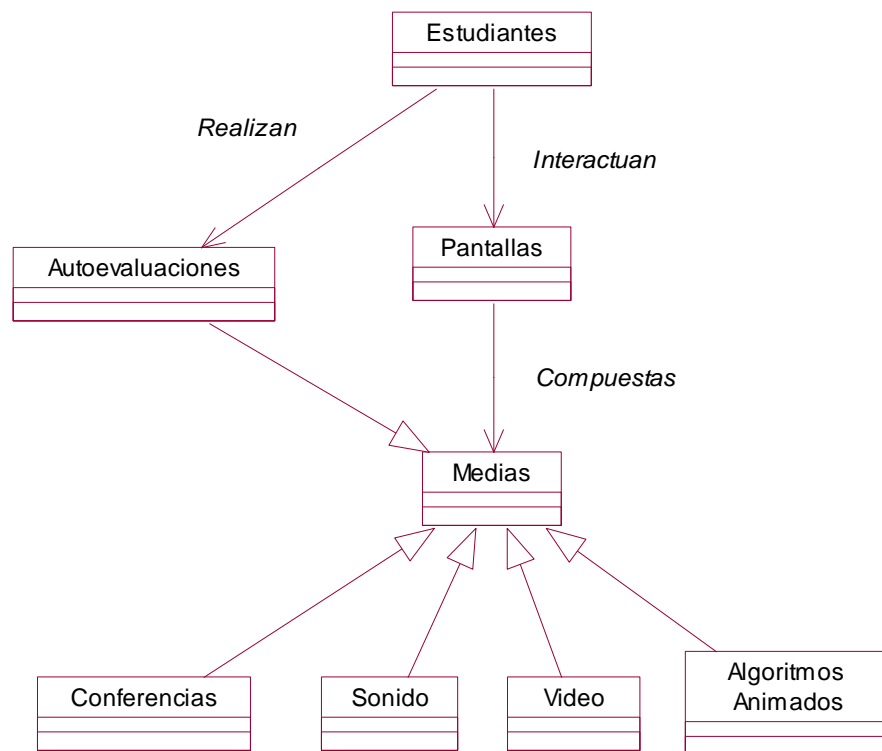 Estudiantes
Realizan
Interactuan
Autoevaluaciones
Pantallas
Compuestas
Medias
Conferencias
Sonido
Video
Algoritmos
Animados